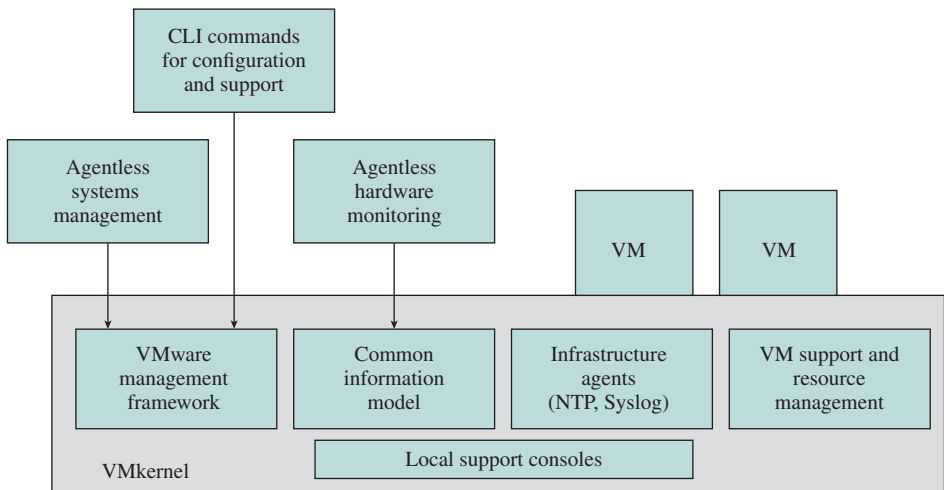 CLI commands
for configuration
and support
Agentless
systems
management
Agentless
hardware
monitoring
VM
VM
VMware
management
framework
Common
information
model
Infrastructure
agents
(NTP, Syslog)
VM support and
resource
management
Local support consoles
VMkernel